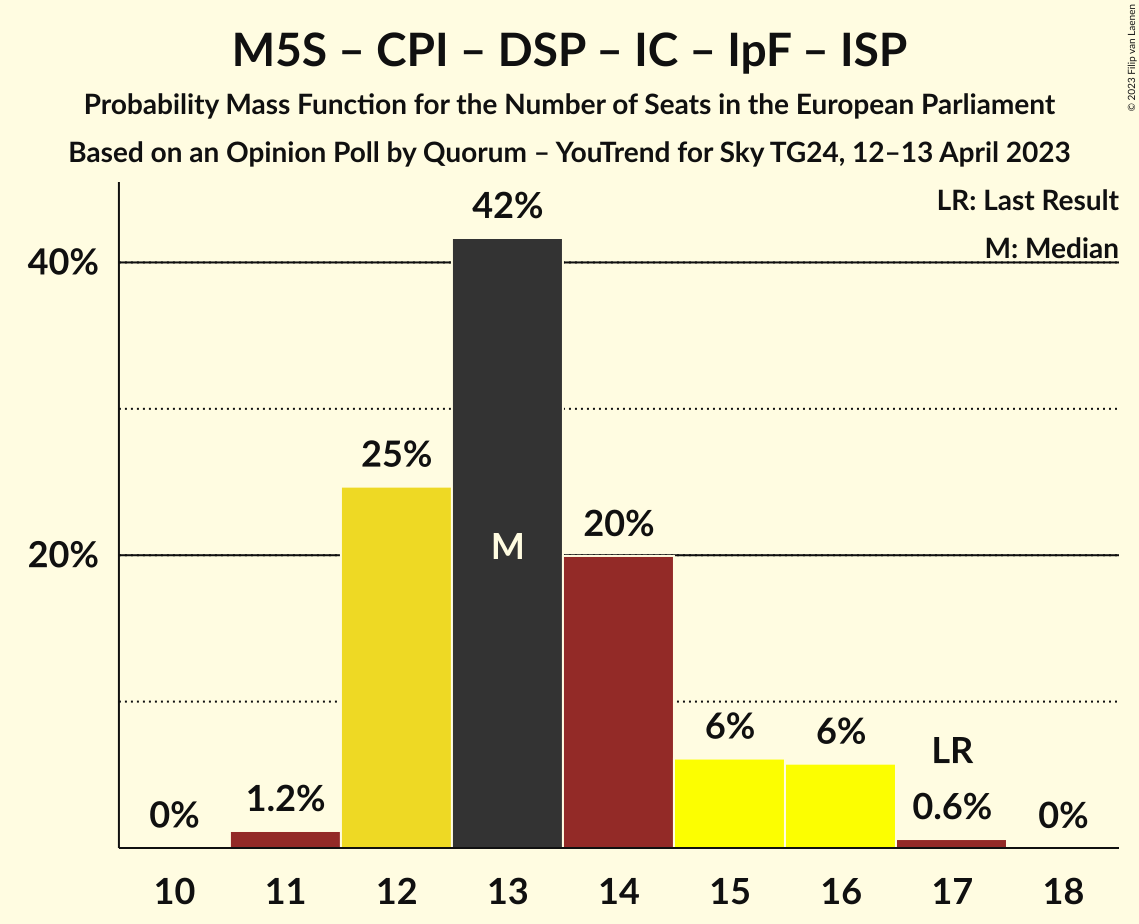 M5S – CPI – DSP – IC – IpF – ISP
Probability Mass Function for the Number of Seats in the European Parliament
Based on an Opinion Poll by Quorum – YouTrend for Sky TG24, 12–13 April 2023
© 2023 Filip van Laenen
LR: Last Result
M: Median
40%
20%
0%
1.2%
25%
42%
M
20%
6%
6%
LR
0.6%
0%
10 11 12 13 14 15 16 17 18